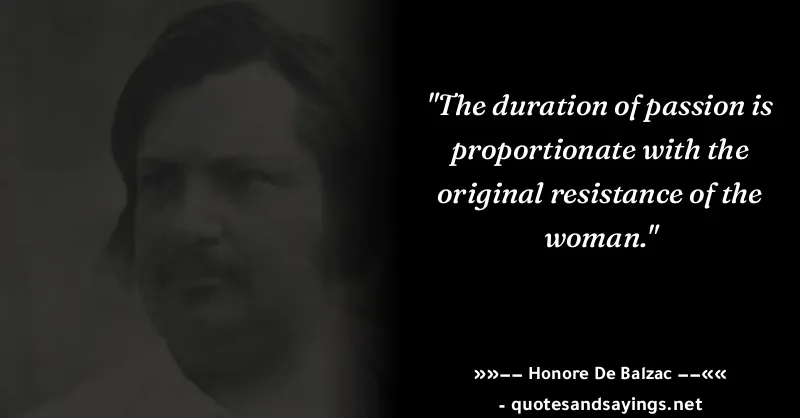 "The duration of passion is
proportionate with the
original resistance of the
woman."
»»−− Honore De Balzac −−««
- quotesandsayings.net